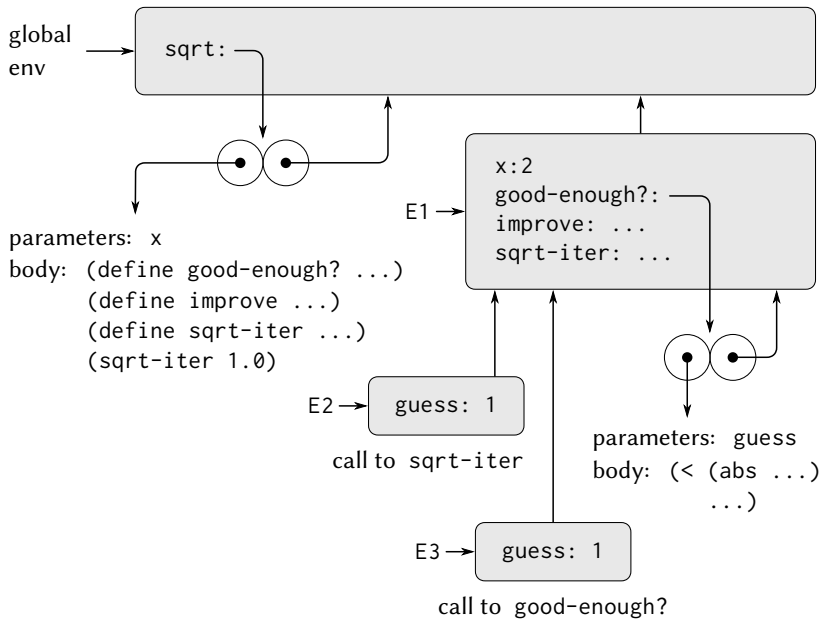 global
env
sqrt:
x:2
good-enough?:
E1
improve: ...
sqrt-iter: ...
parameters: x
body: (define good-enough? ...)
(define improve ...)
(define sqrt-iter ...)
(sqrt-iter 1.0)
E2
guess: 1
call to sqrt-iter
parameters: guess
body: (< (abs ...)
...)
E3
guess: 1
call to good-enough?